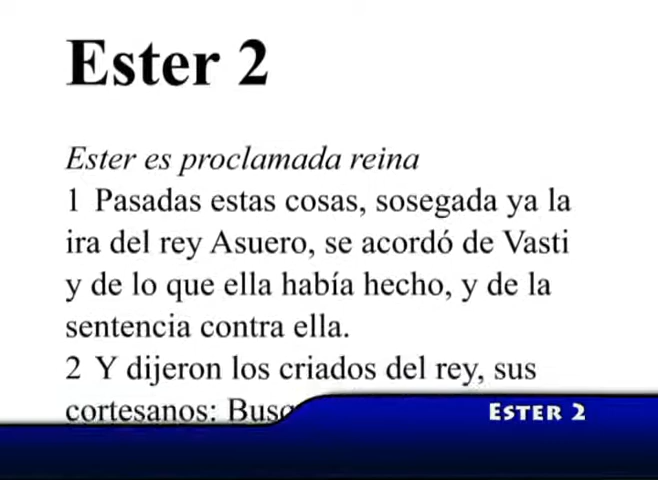 Ester 2
Ester es proclamada reina
1 Pasadas estas cosas, sosegada ya la
ira del rey Asuero, se acordó de Vasti
y de lo que ella había hecho, y de la
sentencia contra ella.
2 Y dijeron los criados del rey, sus
cortesanos:
ESTER 2